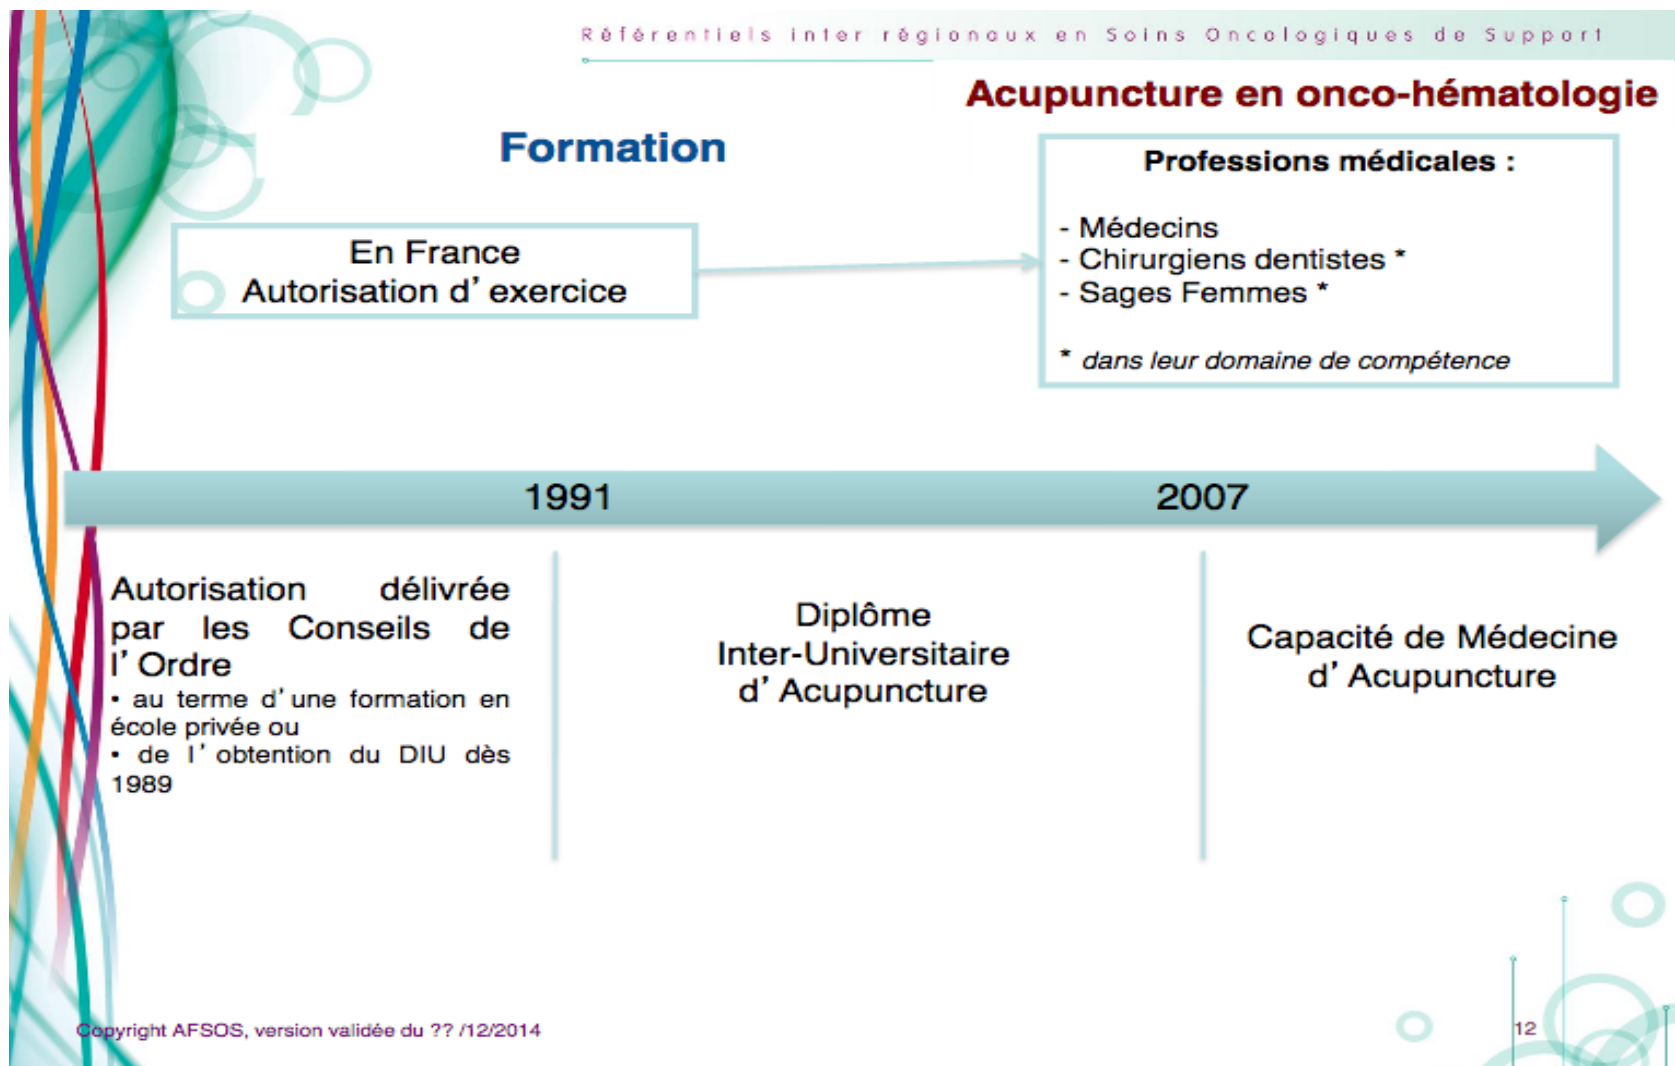 Référentiels inter régionaux en Soins Oncologiques de Support
Acupuncture en onco-hématologie
Formation
En France
Autorisation d’exercice
Professions médicales :
- Médecins
- Chirurgiens dentistes *
- Sages Femmes *
* dans leur domaine de compétence
1991
2007
Autorisation délivrée
par les Conseils de
l’Ordre
• au terme d’une formation en
école privée ou
• de l’obtention du DIU dès
1989
Diplôme
Inter-Universitaire
d’Acupuncture
Capacité de Médecine
d’Acupuncture
Copyright AFSOS, version validée du ?? /12/2014
12